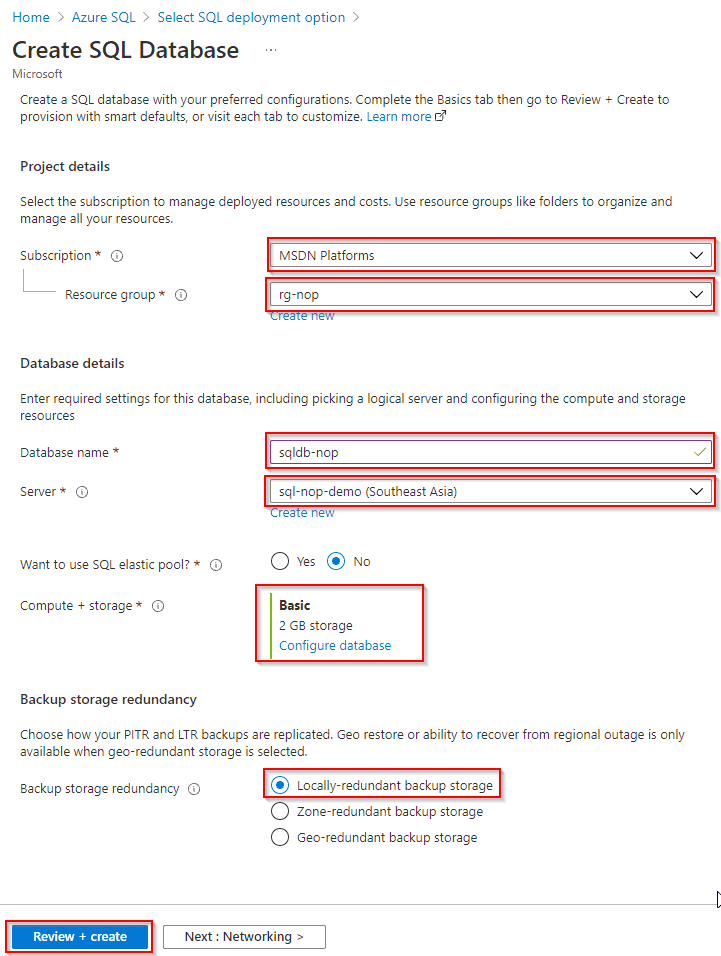 Home > Azure SQL > Select SQL deployment option >
Create SQL Database ...
Microsoft
Create a SQL database with your preferred configurations. Complete the Basics tab then go to Review + Create to
provision with smart defaults, or visit each tab to customize. Learn more
Project details
Select the subscription to manage deployed resources and costs. Use resource groups like folders to organize and
manage all your resources.
Subscription * MSDN Platforms
Resource group * rg-nop
Create new
Database details
Enter required settings for this database, including picking a logical server and configuring the compute and storage
resources
Database name * sqldb-nop
Server * sql-nop-demo (Southeast Asia)
Create new
Want to use SQL elastic pool? * Yes No
Compute + storage * Basic
2 GB storage
Configure database
Backup storage redundancy
Choose how your PITR and LTR backups are replicated. Geo restore or ability to recover from regional outage is only
available when geo-redundant storage is selected.
Backup storage redundancy Locally-redundant backup storage
Zone-redundant backup storage
Geo-redundant backup storage
Review + create Next : Networking >